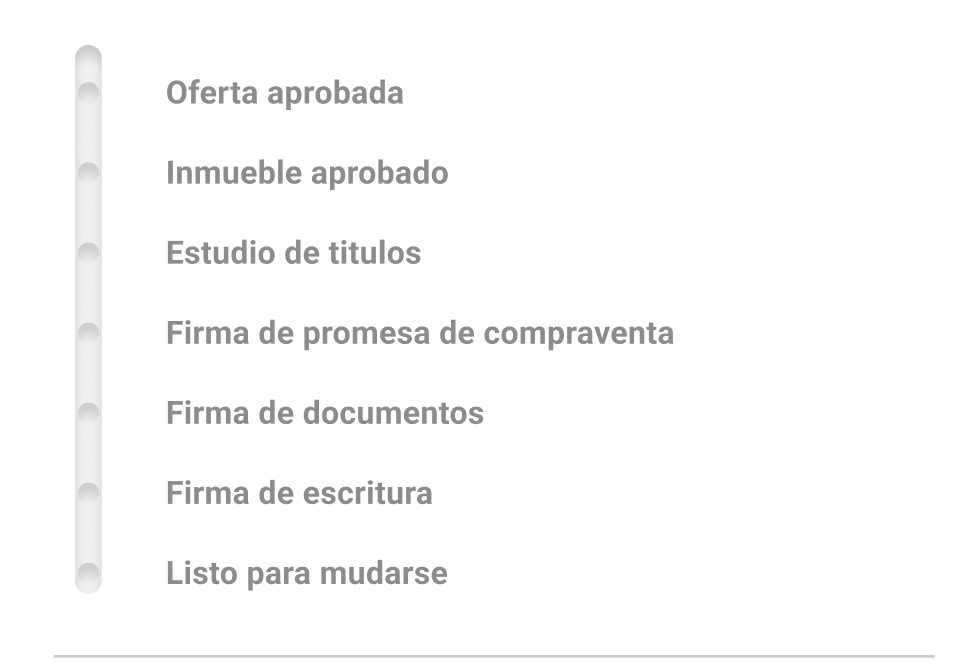 Oferta aprobada
Inmueble aprobado
Estudio de titulos
Firma de promesa de compraventa
Firma de documentos
Firma de escritura
Listo para mudarse